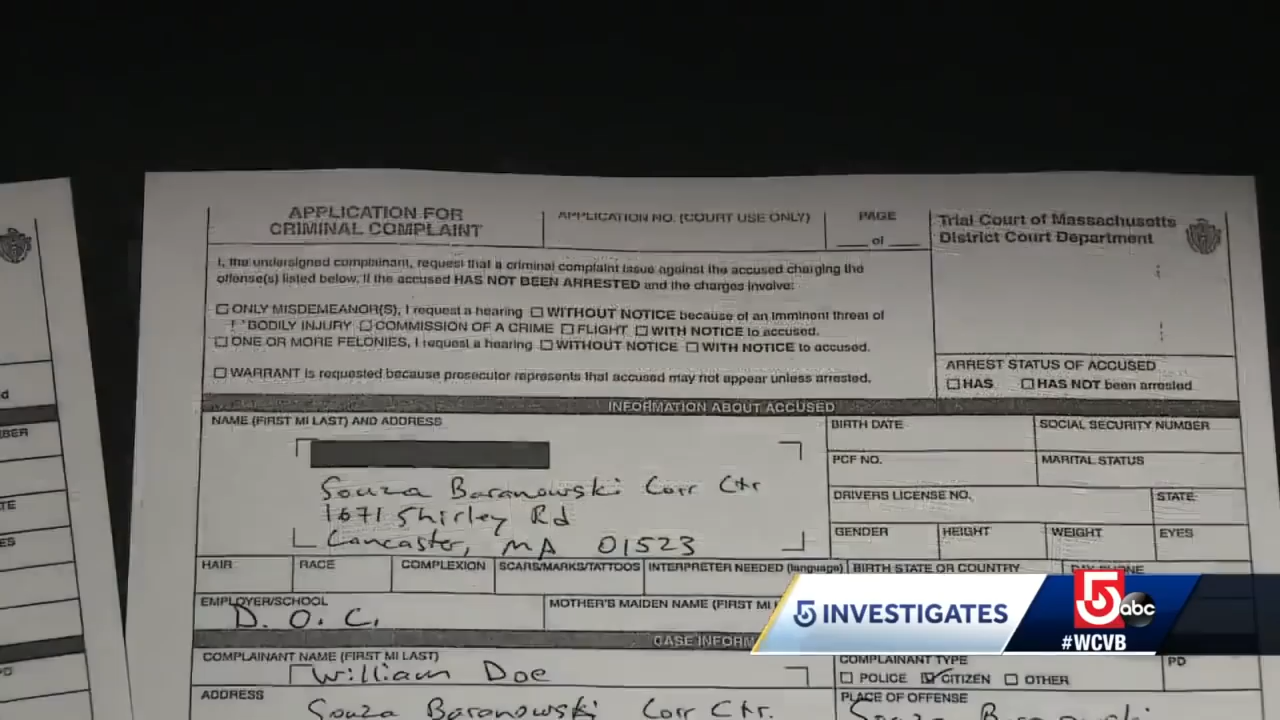 APPLICATION FOR
CRIMINAL COMPLAINT
APPLICATION NO. (COURT USE ONLY)
PAGE
of
Trial Court of Massachusetts
District Court Department
I, the undersigned complainant, request that a criminal complaint issue against the accused charging the
offense(s) listed below. If the accused HAS NOT BEEN ARRESTED and the charges involve:
ONLY MISDEMEANOR(S), I request a hearing WITHOUT NOTICE because of an imminent threat of
BODILY INJURY COMMISSION OF A CRIME FLIGHT WITH NOTICE to accused.
ONE OR MORE FELONIES, I request a hearing WITHOUT NOTICE WITH NOTICE to accused.
WARRANT is requested because prosecutor represents that accused may not appear unless arrested.
ARREST STATUS OF ACCUSED
HAS HAS NOT been arrested
INFORMATION ABOUT ACCUSED
NAME (FIRST MI LAST) AND ADDRESS
Souza Baranowski Corr Ctr
1671 Shirley Rd
Lancaster, MA 01523
BIRTH DATE
SOCIAL SECURITY NUMBER
PCF NO.
MARITAL STATUS
DRIVERS LICENSE NO.
STATE
GENDER
HEIGHT
WEIGHT
EYES
HAIR
RACE
COMPLEXION
SCARS/MARKS/TATTOOS
INTERPRETER NEEDED (language)
BIRTH STATE OR COUNTRY
DAY PHONE
EMPLOYER/SCHOOL
D.O.C.
MOTHER'S MAIDEN NAME (FIRST MI
CASE INFORM
COMPLAINANT NAME (FIRST MI LAST)
William Doe
COMPLAINANT TYPE
POLICE CITIZEN OTHER
PD
ADDRESS
Souza Baranowski Corr Ctr.
PLACE OF OFFENSE
Souza Baranowski
5 INVESTIGATES
5 abc
#WCVB